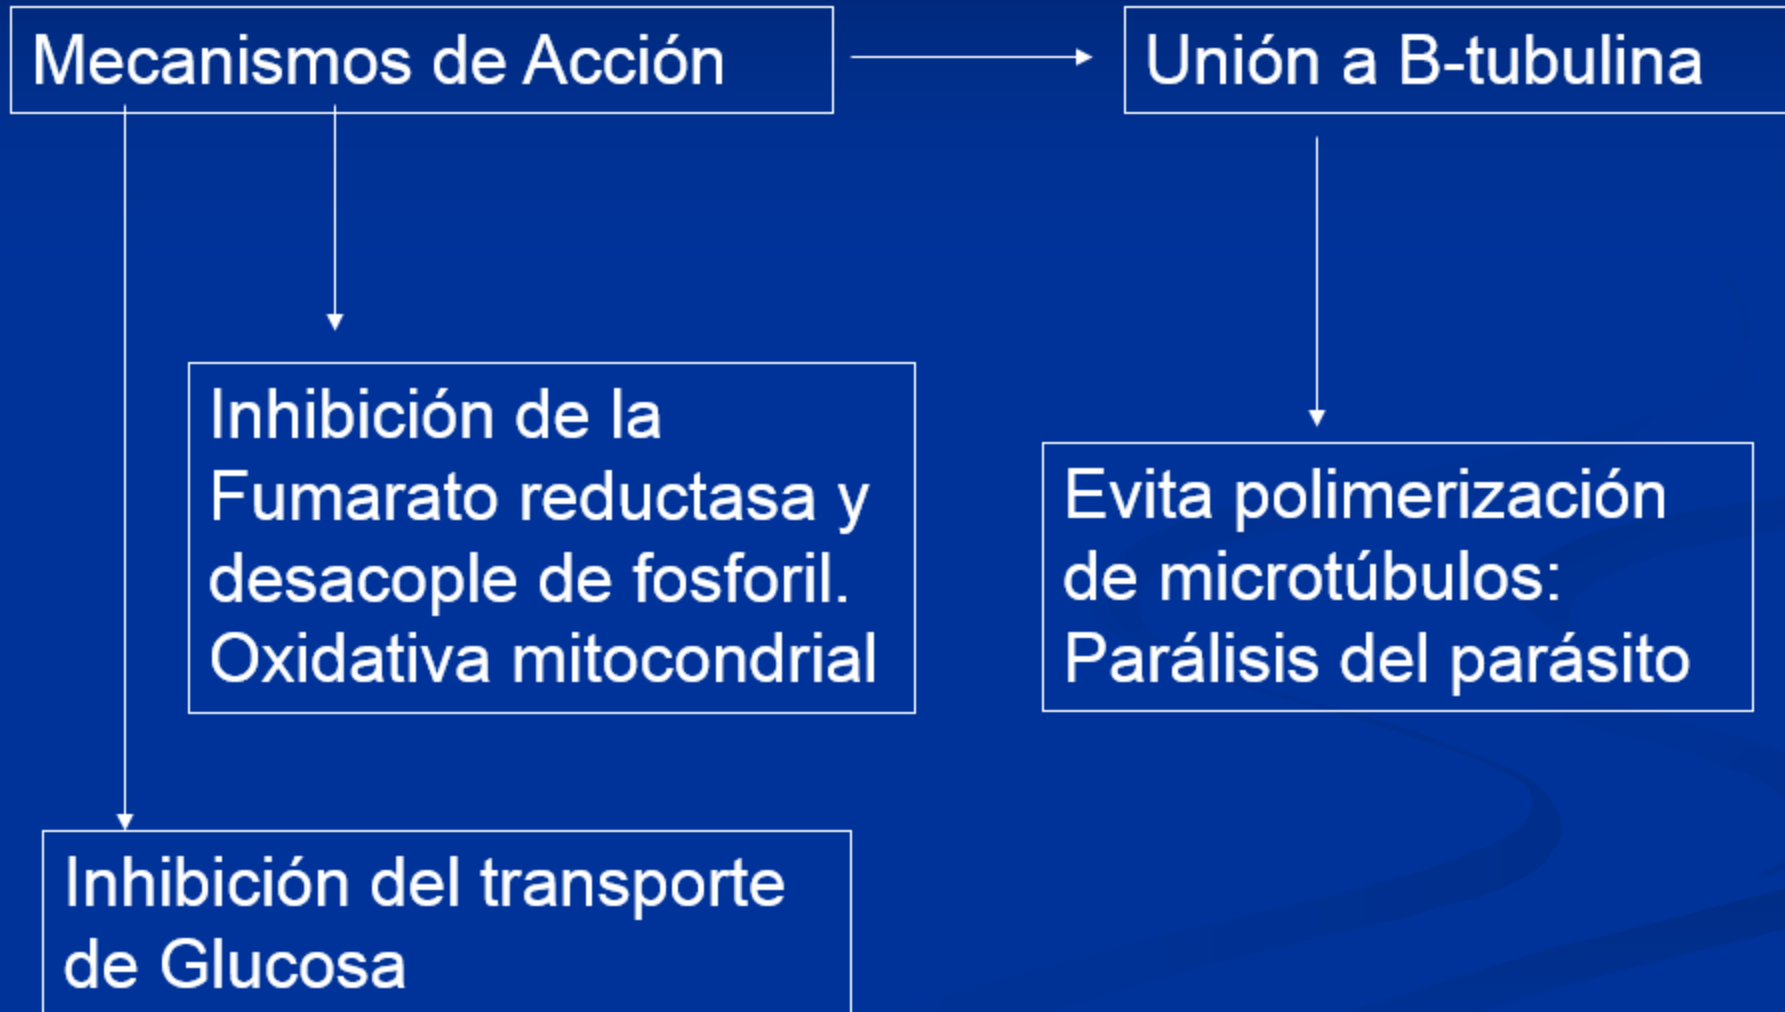 Mecanismos de Acción
Unión a B-tubulina
Inhibición de la
Fumarato reductasa y
desacople de fosforil.
Oxidativa mitocondrial
Evita polimerización
de microtúbulos:
Parálisis del parásito
Inhibición del transporte
de Glucosa